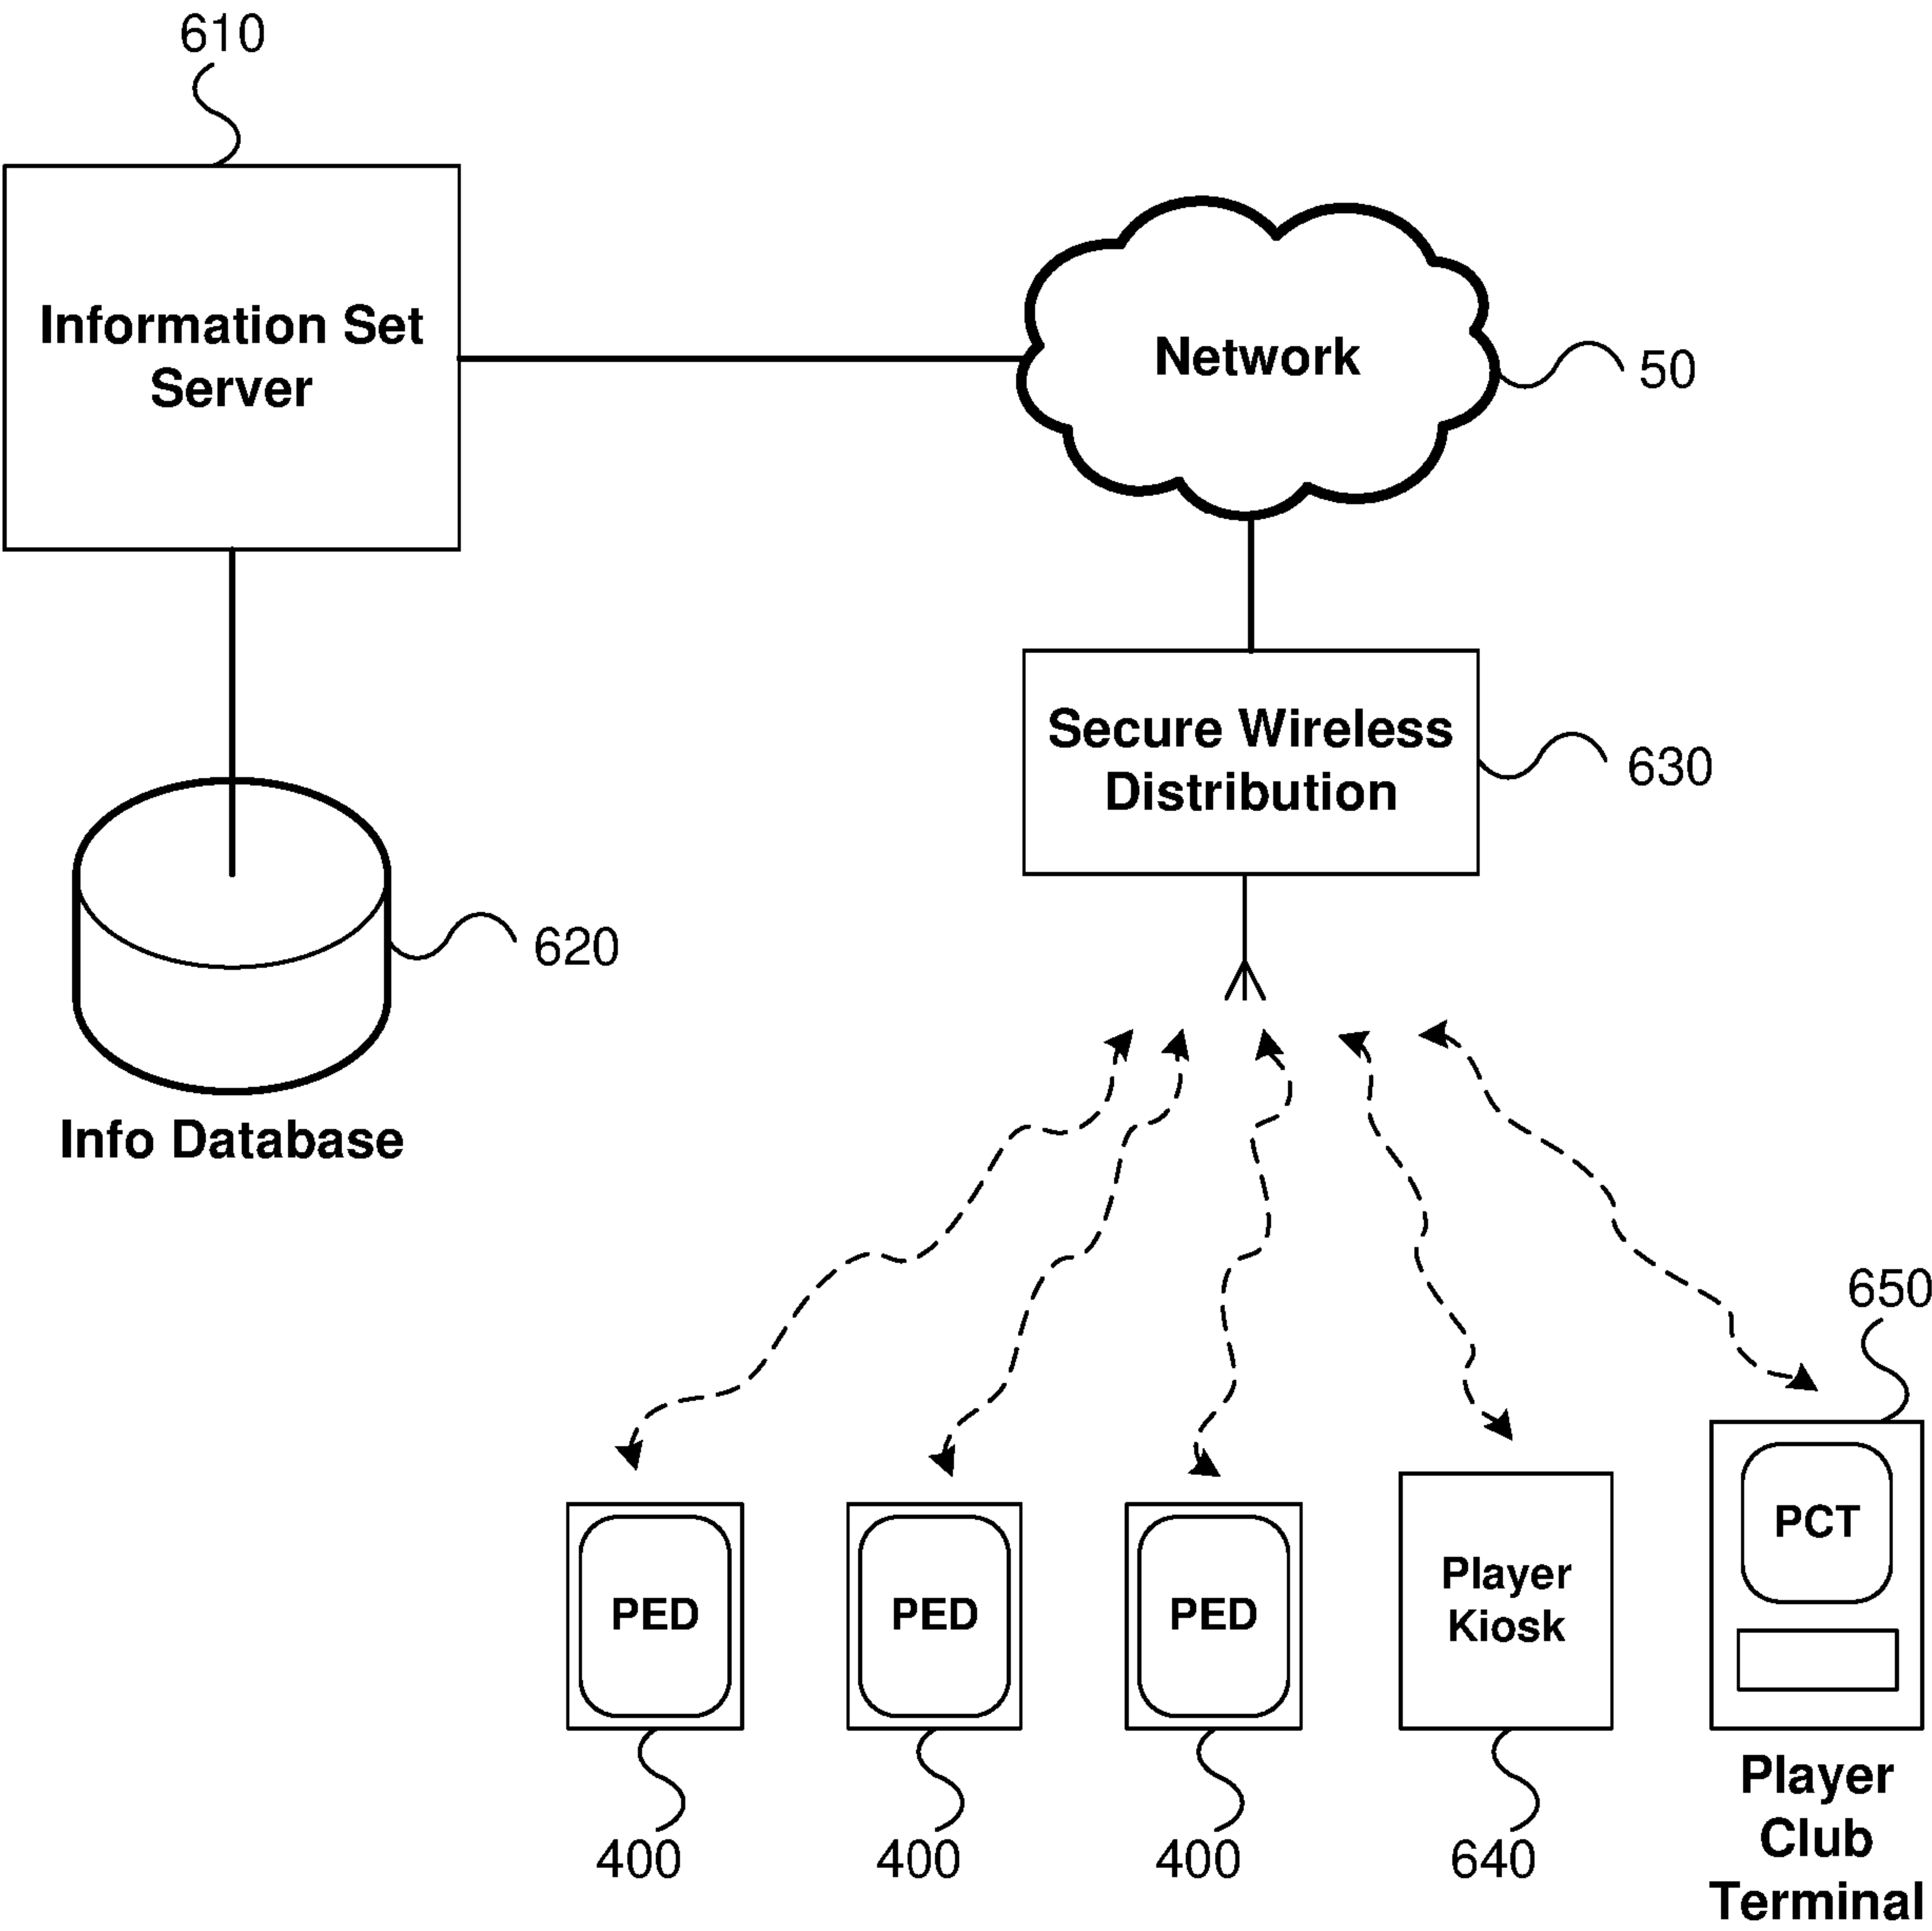 610
Information Set
Server
Network
50
Secure Wireless
Distribution
630
620
Info Database
650
PCT
PED
PED
PED
Player
Kiosk
Player
Club
Terminal
400
400
400
640